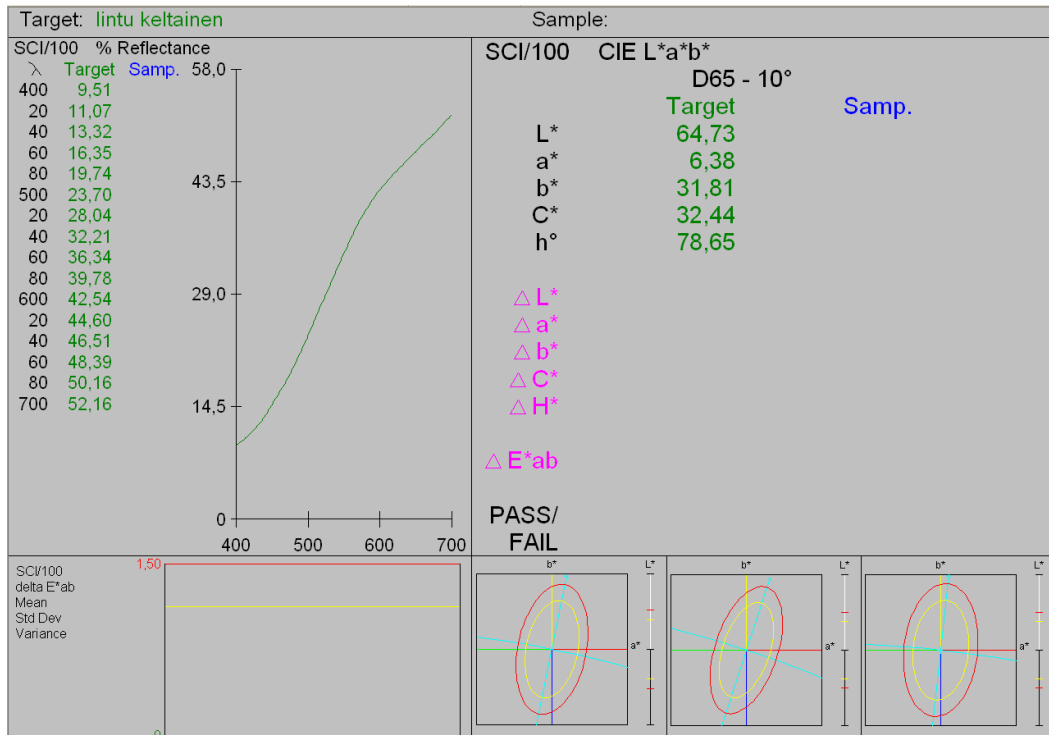 Target: lintu keltainen
Sample:
SCI/100 % Reflectance
λ Target Samp.
400 9,51
20 11,07
40 13,32
60 16,35
80 19,74
500 23,70
20 28,04
40 32,21
60 36,34
80 39,78
600 42,54
20 44,60
40 46,51
60 48,39
80 50,16
700 52,16
58,0
43,5
29,0
14,5
0
400 500 600 700
SCI/100 CIE L*a*b*
D65 - 10°
Target Samp.
L* 64,73
a* 6,38
b* 31,81
C* 32,44
h° 78,65
△ L*
△ a*
△ b*
△ C*
△ H*
△ E*ab
PASS/
FAIL
SCI/100
delta E*ab
Mean
Std Dev
Variance
1,50
0
b* L*
a*
b* L*
a*
b* L*
a*